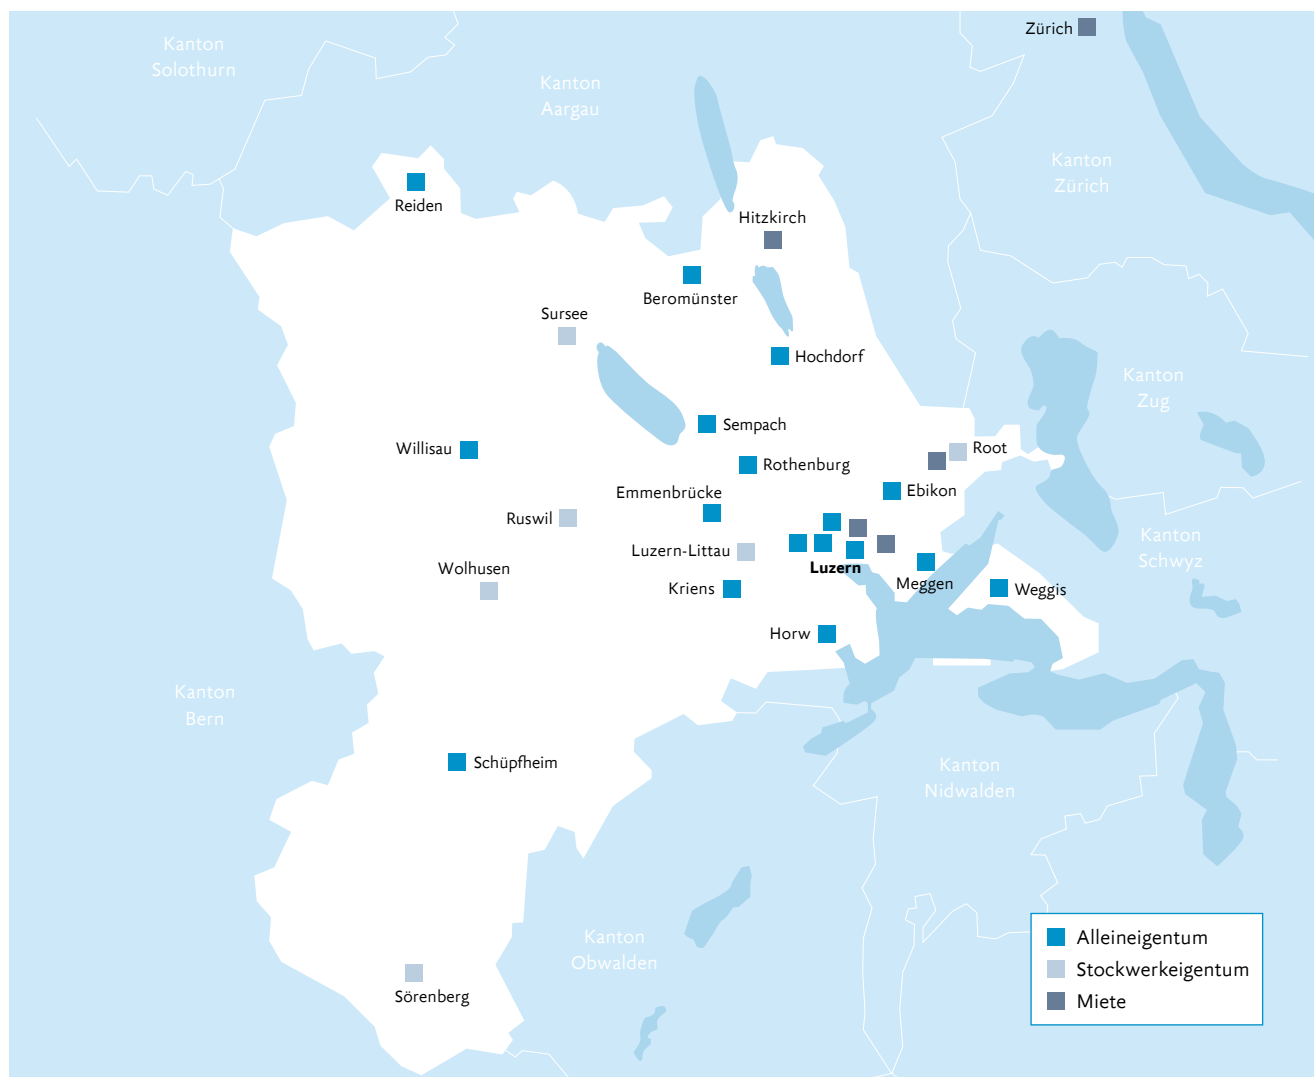 Zürich
Kanton
Solothurn
Kanton
Aargau
Kanton
Zürich
Reiden
Hitzkirch
Beromünster
Sursee
Hochdorf
Kanton
Zug
Sempach
Willisau
Root
Rothenburg
Ebikon
Emmenbrücke
Ruswil
Luzern-Littau
Kanton
Schwyz
Wolhusen
Luzern
Meggen
Kriens
Weggis
Horw
Kanton
Bern
Schüpfheim
Kanton
Nidwalden
Kanton
Obwalden
Sörenberg
Alleineigentum
Stockwerkeigentum
Miete